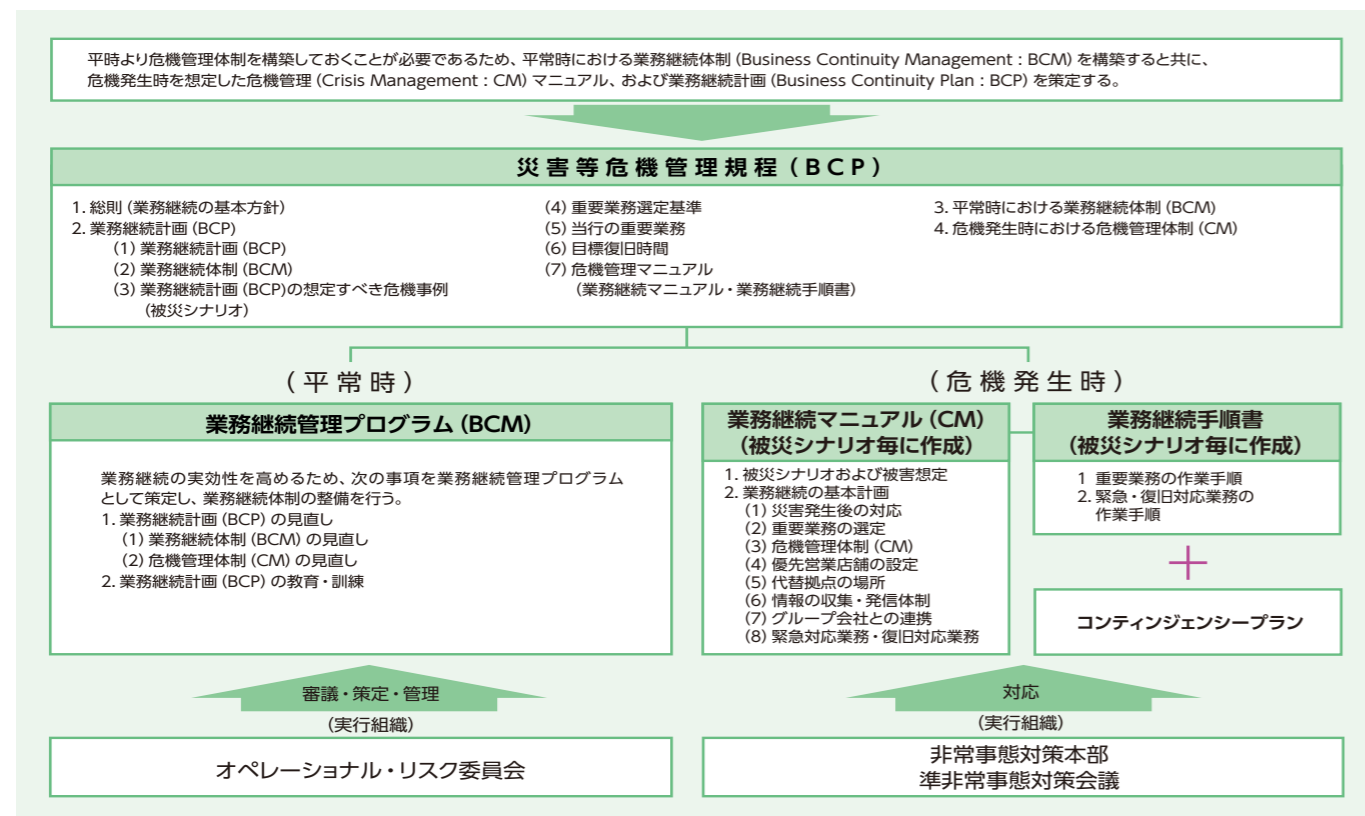 平時より危機管理体制を構築しておくことが必要であるため、平常時における業務継続体制（Business Continuity Management：BCM）を構築すると共に、
危機発生時を想定した危機管理（Crisis Management：CM）マニュアル、および業務継続計画（Business Continuity Plan：BCP）を策定する。
災害等危機管理規程（BCP）
1. 総則（業務継続の基本方針）
2. 業務継続計画（BCP）
（1）業務継続計画（BCP）
（2）業務継続体制（BCM）
（3）業務継続計画（BCP)の想定すべき危機事例
（被災シナリオ）
（4）重要業務選定基準
（5）当行の重要業務
（6）目標復旧時間
（7）危機管理マニュアル
（業務継続マニュアル・業務継続手順書）
3. 平常時における業務継続体制（BCM）
4. 危機発生時における危機管理体制（CM）
（平常時）
業務継続管理プログラム（BCM）
業務継続の実効性を高めるため、次の事項を業務継続管理プログラム
として策定し、業務継続体制の整備を行う。
1. 業務継続計画（BCP）の見直し
（1）業務継続体制（BCM）の見直し
（2）危機管理体制（CM）の見直し
2. 業務継続計画（BCP）の教育・訓練
審議・策定・管理
（実行組織）
オペレーショナル・リスク委員会
（危機発生時）
業務継続マニュアル（CM）
（被災シナリオ毎に作成）
1. 被災シナリオおよび被害想定
2. 業務継続の基本計画
（1）災害発生後の対応
（2）重要業務の選定
（3）危機管理体制（CM）
（4）優先営業店舗の設定
（5）代替拠点の場所
（6）情報の収集・発信体制
（7）グループ会社との連携
（8）緊急対応業務・復旧対応業務
業務継続手順書
（被災シナリオ毎に作成）
1 重要業務の作業手順
2. 緊急・復旧対応業務の
作業手順
＋
コンティンジェンシープラン
対応
（実行組織）
非常事態対策本部
準非常事態対策会議